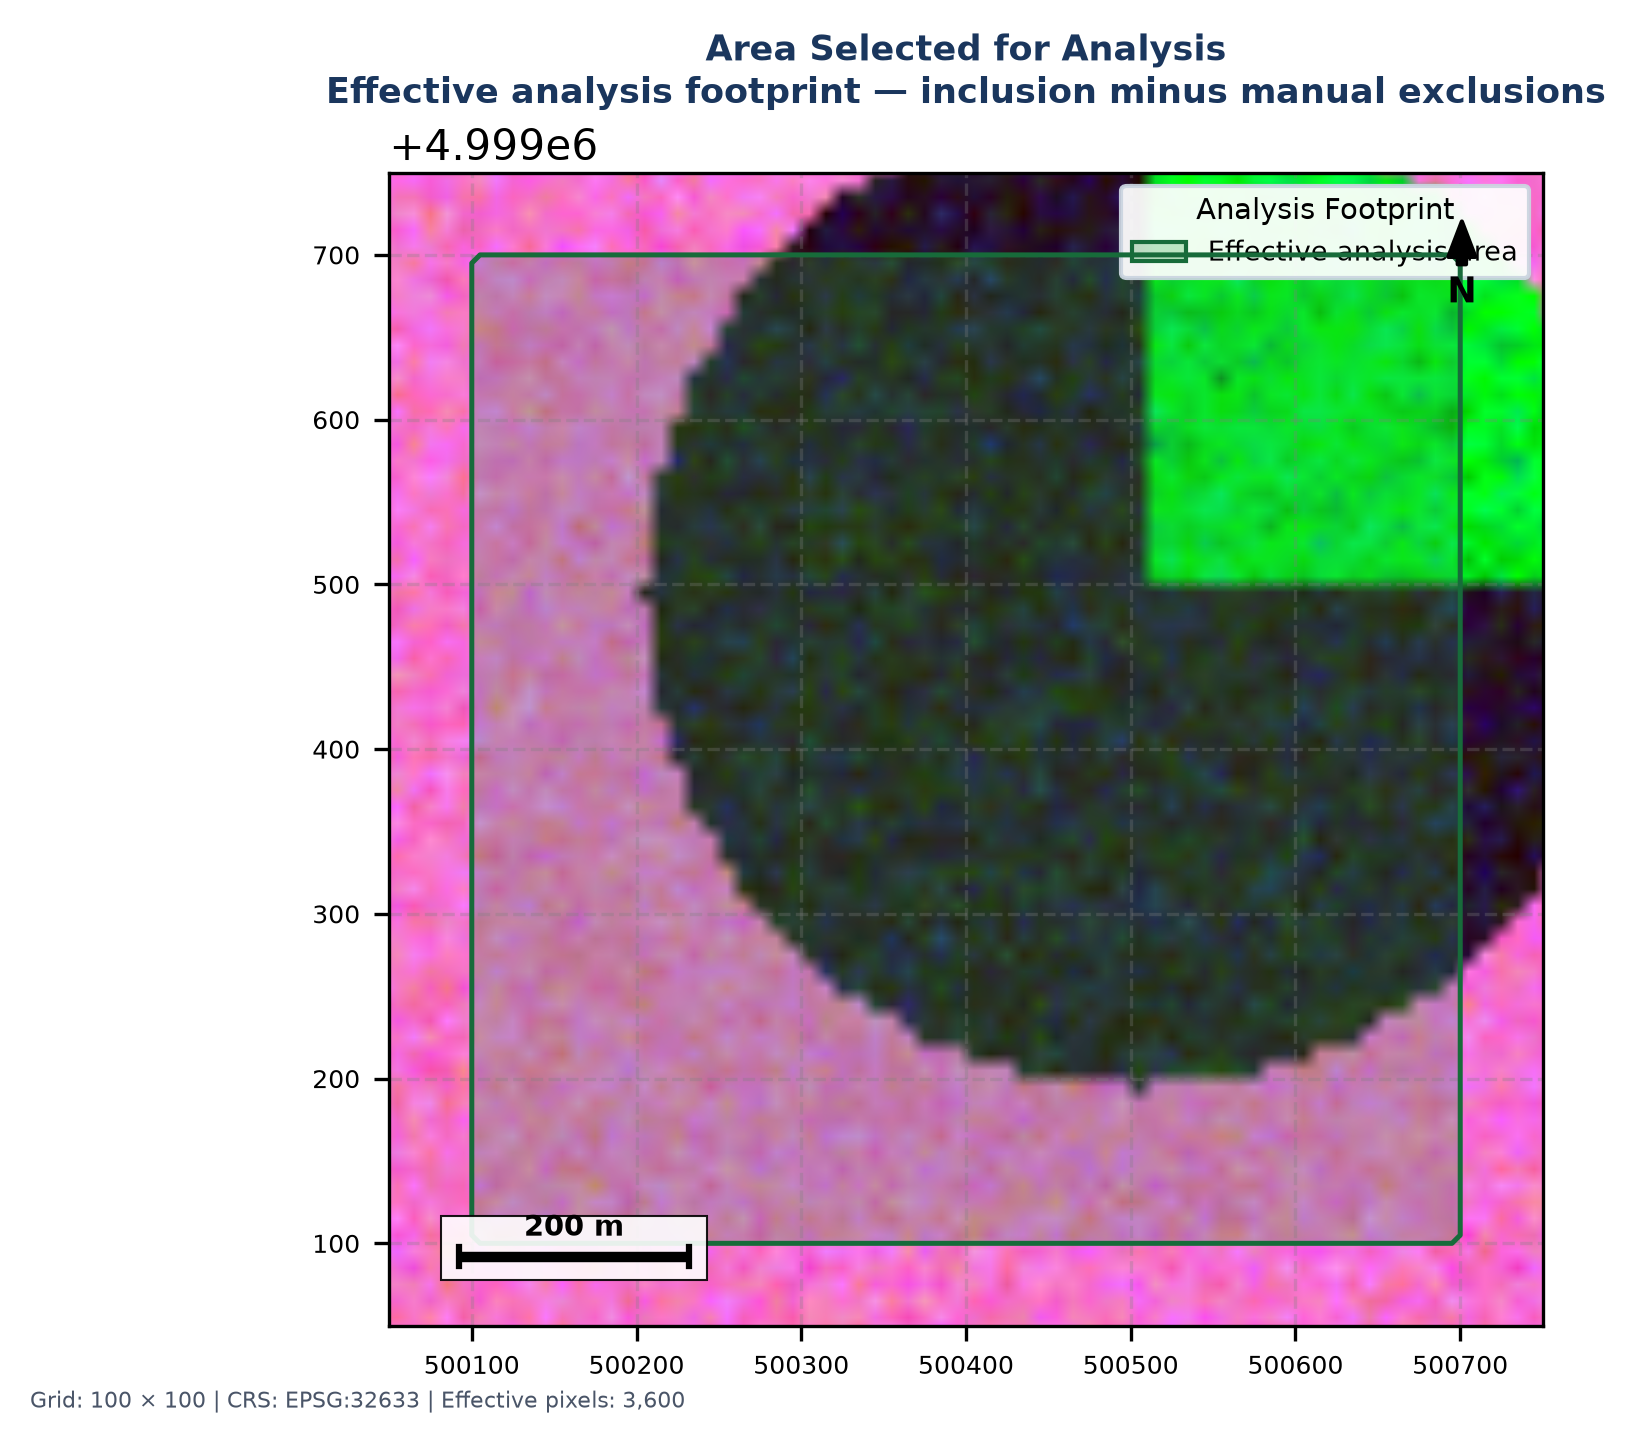 Area Selected for Analysis
Effective analysis footprint — inclusion minus manual exclusions
+4.999e6
Analysis Footprint
Effective analysis area
N
700
600
500
400
300
200
100
200 m
500100 500200 500300 500400 500500 500600 500700
Grid: 100 × 100 | CRS: EPSG:32633 | Effective pixels: 3,600